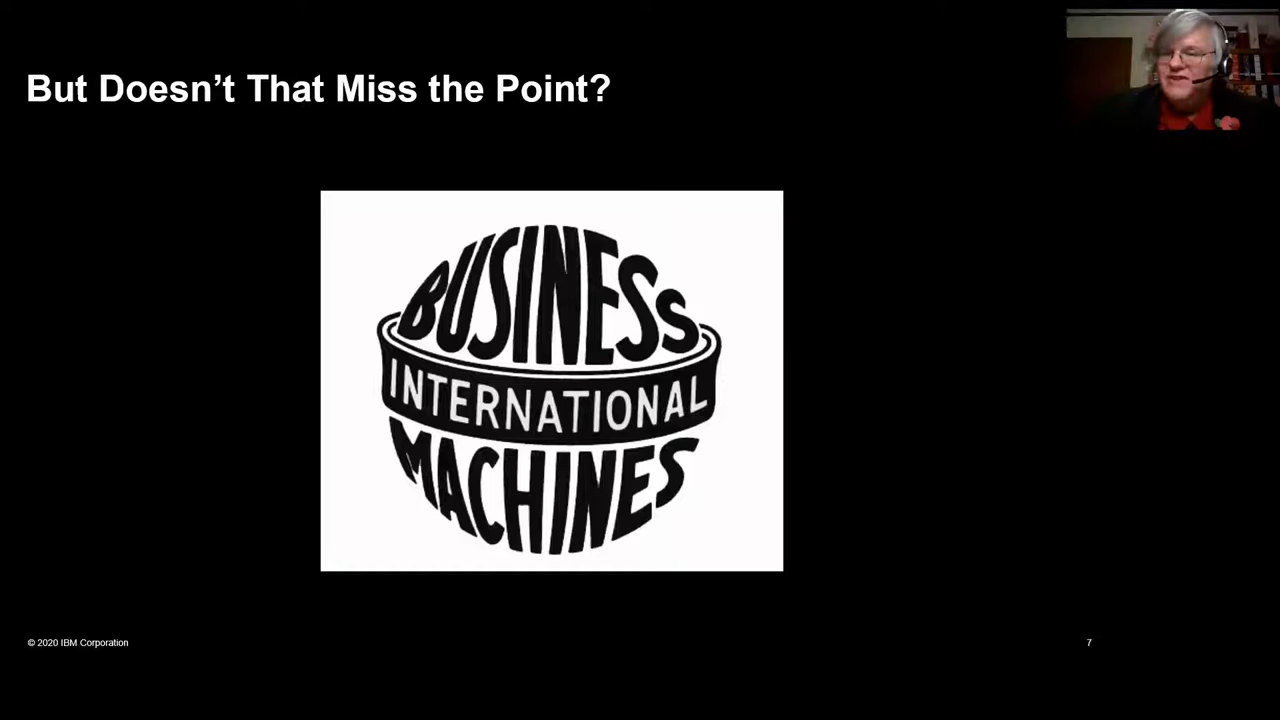 But Doesn’t That Miss the Point?
BUSINESS
INTERNATIONAL
MACHINES
© 2020 IBM Corporation
7